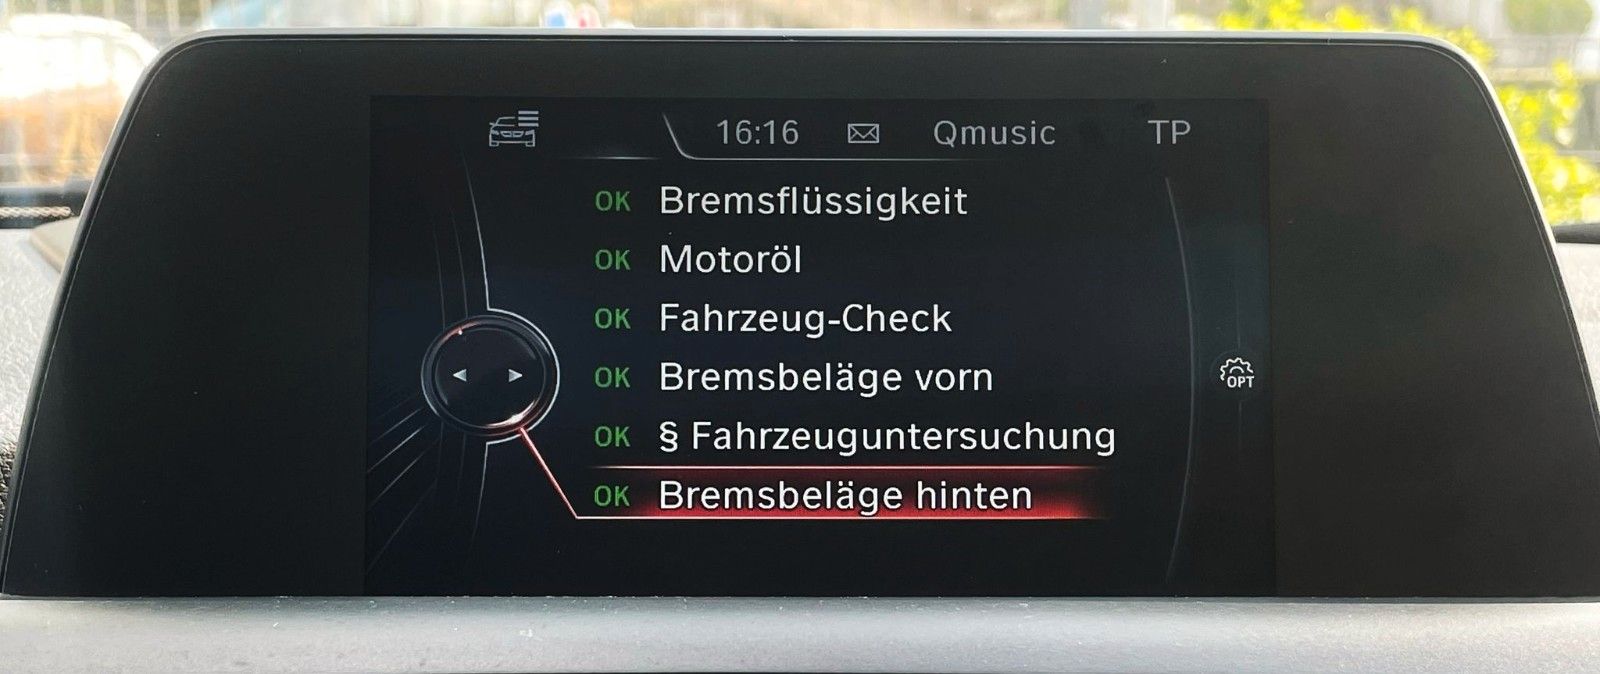 16:16 Qmusic TP
OK Bremsflüssigkeit
OK Motoröl
OK Fahrzeug-Check
OK Bremsbeläge vorn
OPT
OK § Fahrzeuguntersuchung
OK Bremsbeläge hinten